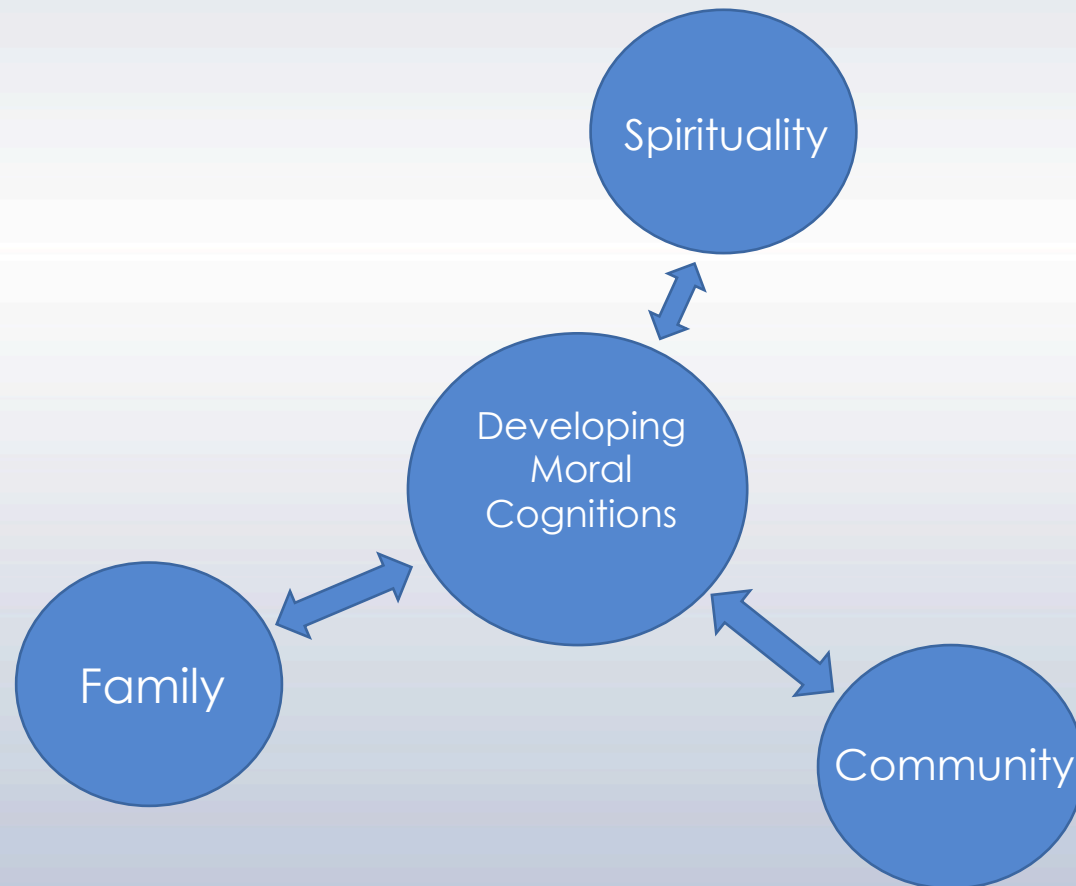 Spirituality
Developing
Moral
Cognitions
Family
Community